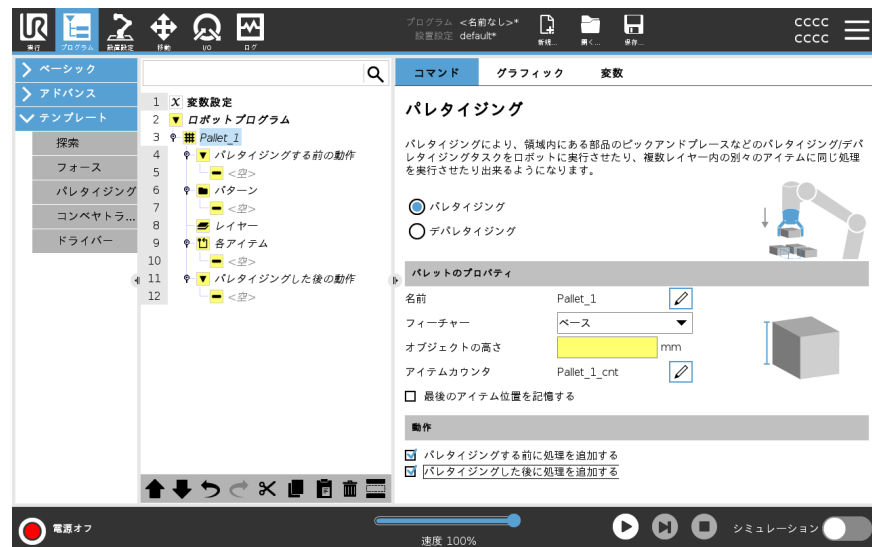 プログラム <名前なし>*
設置設定 default*
実行 プログラム 設置設定 移動 I/O ログ
新規... 開く... 保存...
CCCC
CCCC
ベーシック
アドバンス
テンプレート
探索
フォース
パレタイジング
コンベヤトラ...
ドライバー
1 X 変数設定
2 ロボットプログラム
3 Pallet_1
4 パレタイジングする前の動作
5 <空>
6 パターン
7 <空>
8 レイヤー
9 各アイテム
10 <空>
11 パレタイジングした後の動作
12 <空>
コマンド グラフィック 変数
パレタイジング
パレタイジングにより、領域内にある部品のピックアンドプレースなどのパレタイジング/デパ
レタイジングタスクをロボットに実行させたり、複数レイヤー内の別々のアイテムに同じ処理
を実行させたり出来るようになります。
パレタイジング
デパレタイジング
パレットのプロパティ
名前 Pallet_1
フィーチャー ベース
オブジェクトの高さ mm
アイテムカウンタ Pallet_1_cnt
最後のアイテム位置を記憶する
動作
パレタイジングする前に処理を追加する
パレタイジングした後に処理を追加する
電源オフ
速度 100%
シミュレーション